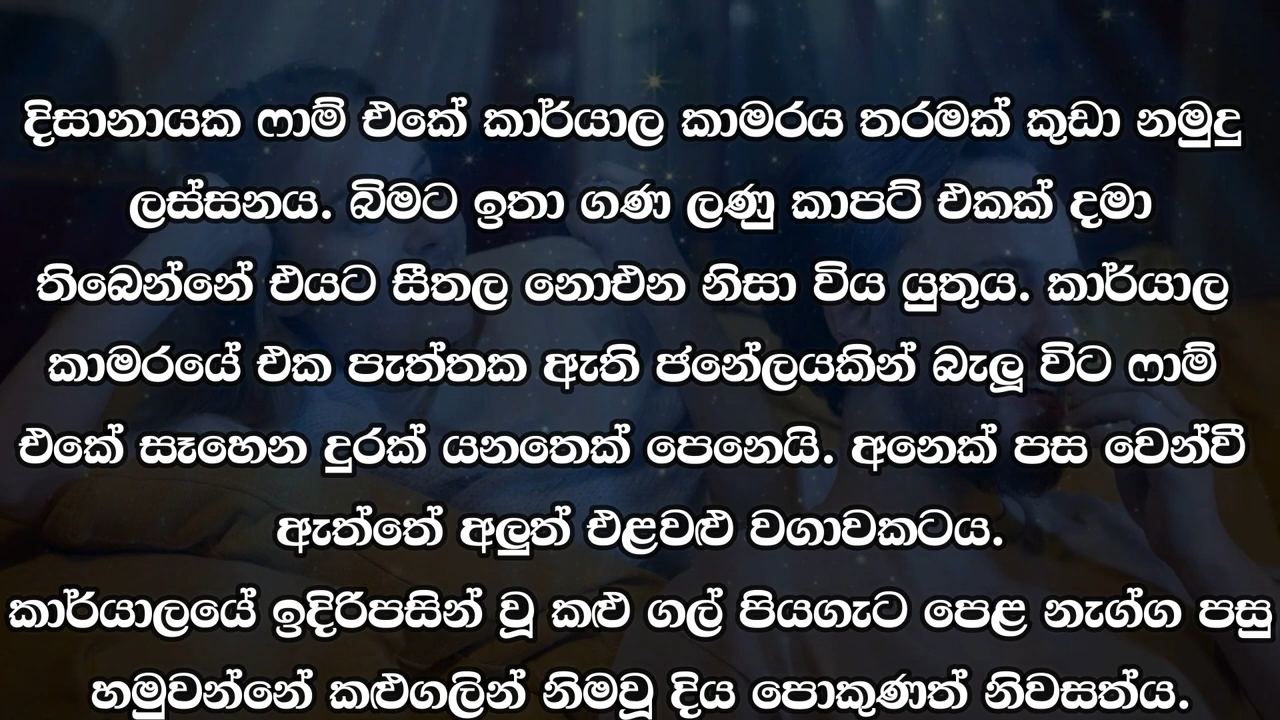 දිසානායක ෆාම් එකේ කාර්යාල කාමරය තරමක් කුඩා නමුදු
ලස්සනය. බිමට ඉතා ගණ ලණු කාපට් එකක් දමා
තිබෙන්නේ එයට සීතල නොඑන නිසා විය යුතුය. කාර්යාල
කාමරයේ එක පැත්තක ඇති ජනේලයකින් බැලූ විට ෆාම්
එකේ සෑහෙන දුරක් යනතෙක් පෙනෙයි. අනෙක් පස වෙන්වී
ඇත්තේ අලුත් එළවළු වගාවකටය.
කාර්යාලයේ ඉදිරිපසින් වූ කළු ගල් පියගැට පෙළ නැග්ග පසු
හමුවන්නේ කළුගලින් නිමවූ දිය පොකුණත් නිවසත්ය.